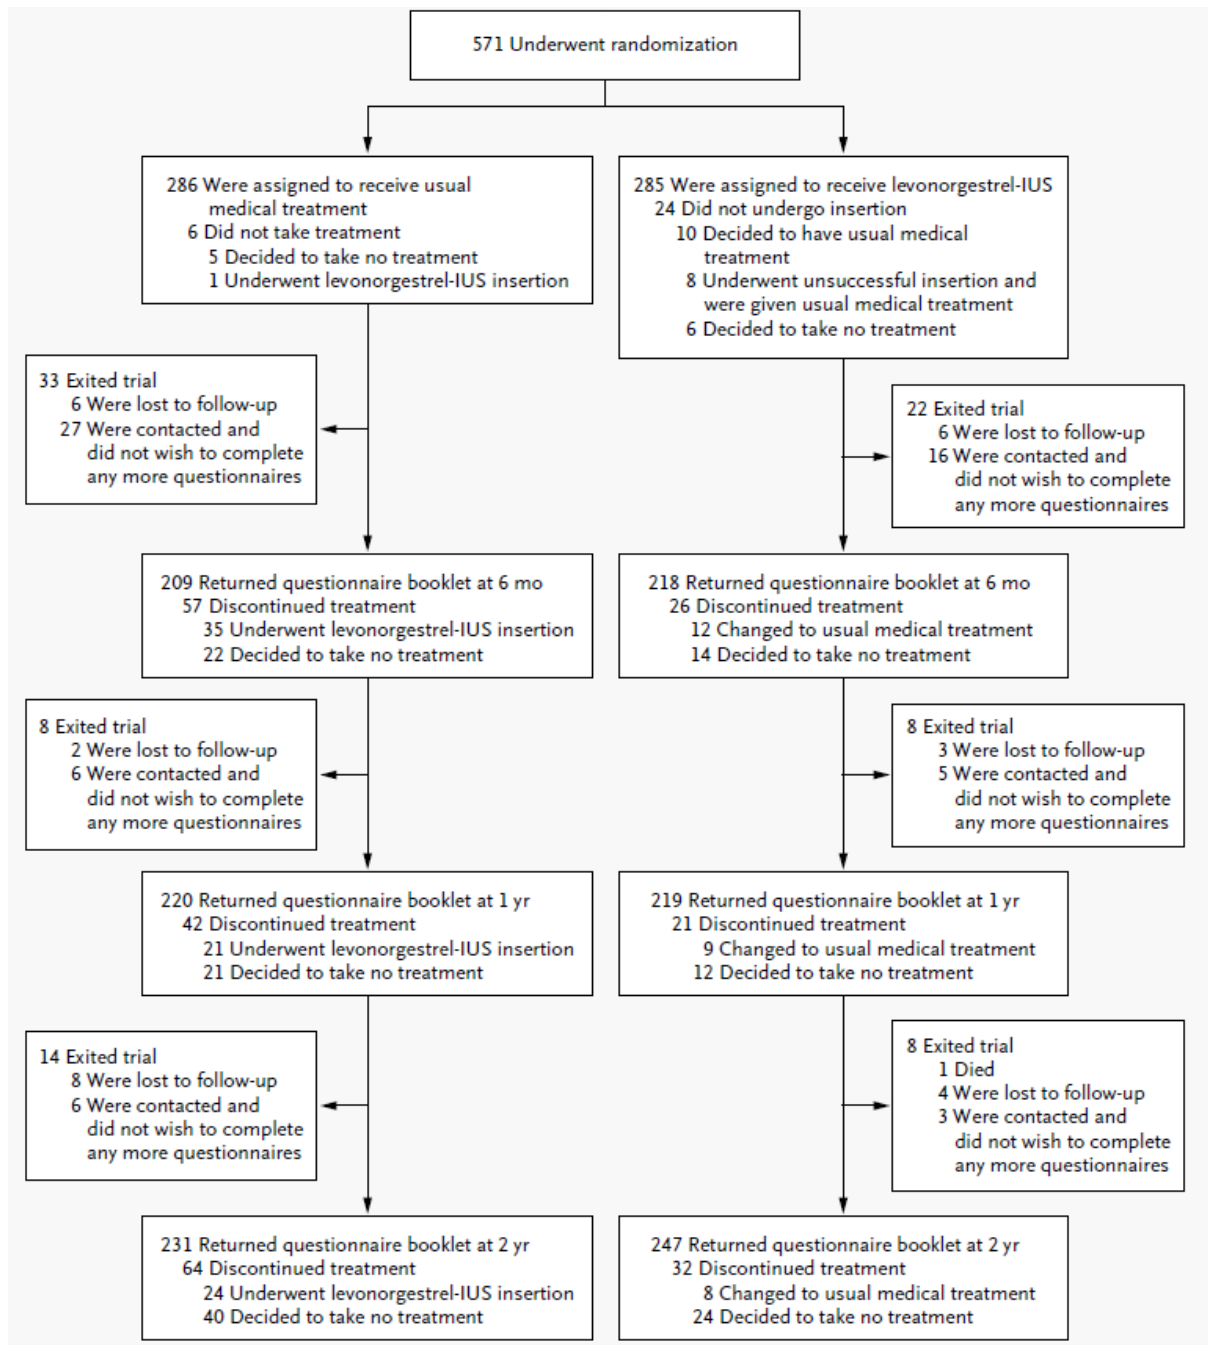 571 Underwent randomization
286 Were assigned to receive usual
medical treatment
6 Did not take treatment
5 Decided to take no treatment
1 Underwent levonorgestrel-IUS insertion
285 Were assigned to receive levonorgestrel-IUS
24 Did not undergo insertion
10 Decided to have usual medical
treatment
8 Underwent unsuccessful insertion and
were given usual medical treatment
6 Decided to take no treatment
33 Exited trial
6 Were lost to follow-up
27 Were contacted and
did not wish to complete
any more questionnaires
22 Exited trial
6 Were lost to follow-up
16 Were contacted and
did not wish to complete
any more questionnaires
209 Returned questionnaire booklet at 6 mo
57 Discontinued treatment
35 Underwent levonorgestrel-IUS insertion
22 Decided to take no treatment
218 Returned questionnaire booklet at 6 mo
26 Discontinued treatment
12 Changed to usual medical treatment
14 Decided to take no treatment
8 Exited trial
2 Were lost to follow-up
6 Were contacted and
did not wish to complete
any more questionnaires
8 Exited trial
3 Were lost to follow-up
5 Were contacted and
did not wish to complete
any more questionnaires
220 Returned questionnaire booklet at 1 yr
42 Discontinued treatment
21 Underwent levonorgestrel-IUS insertion
21 Decided to take no treatment
219 Returned questionnaire booklet at 1 yr
21 Discontinued treatment
9 Changed to usual medical treatment
12 Decided to take no treatment
14 Exited trial
8 Were lost to follow-up
6 Were contacted and
did not wish to complete
any more questionnaires
8 Exited trial
1 Died
4 Were lost to follow-up
3 Were contacted and
did not wish to complete
any more questionnaires
231 Returned questionnaire booklet at 2 yr
64 Discontinued treatment
24 Underwent levonorgestrel-IUS insertion
40 Decided to take no treatment
247 Returned questionnaire booklet at 2 yr
32 Discontinued treatment
8 Changed to usual medical treatment
24 Decided to take no treatment